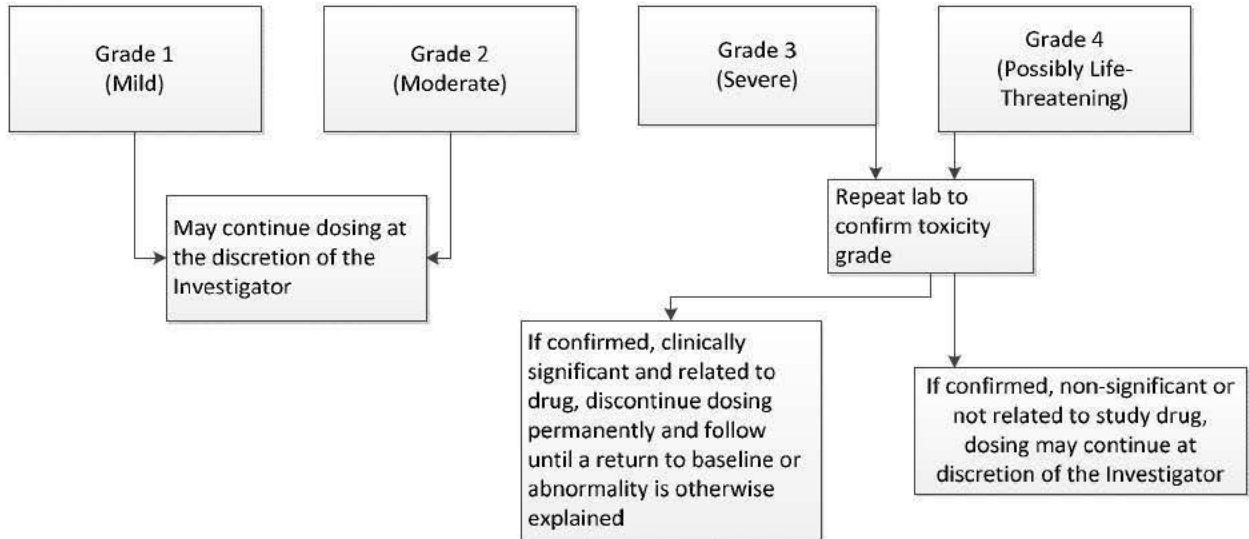 Grade 1
(Mild)
Grade 2
(Moderate)
Grade 3
(Severe)
Grade 4
(Possibly Life-
Threatening)
May continue dosing at
the discretion of the
Investigator
Repeat lab to
confirm toxicity
grade
If confirmed, clinically
significant and related to
drug, discontinue dosing
permanently and follow
until a return to baseline or
abnormality is otherwise
explained
If confirmed, non-significant or
not related to study drug,
dosing may continue at
discretion of the Investigator